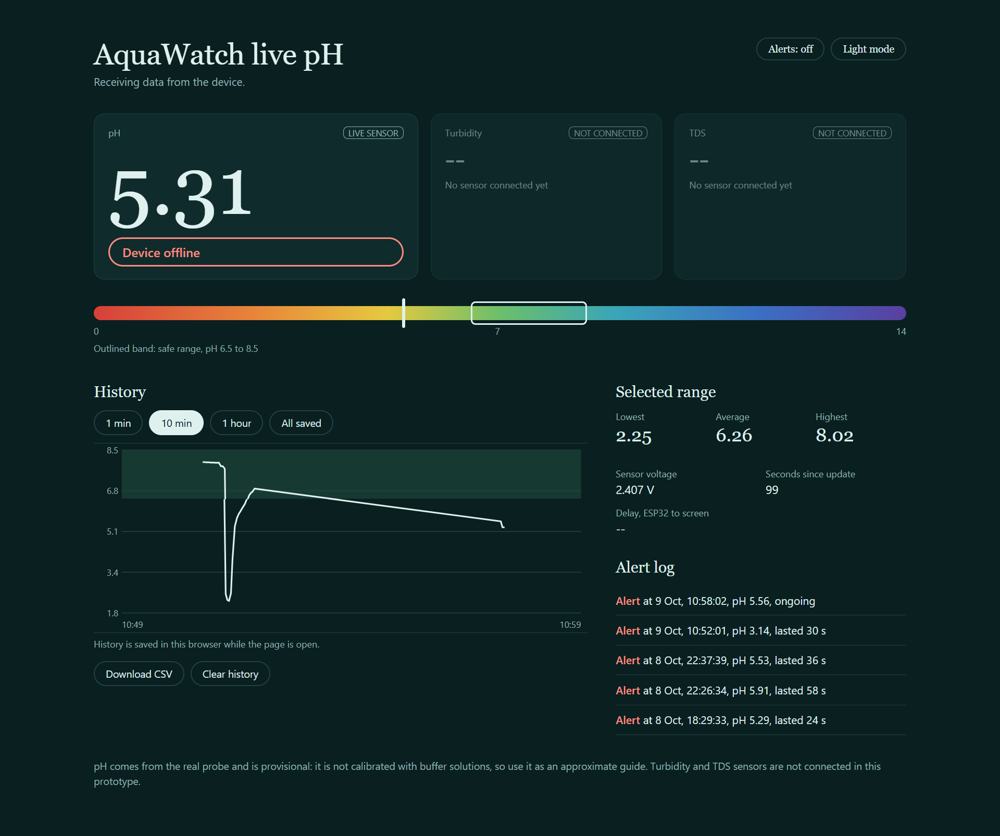 AquaWatch live pH
Alerts: off
Light mode
Receiving data from the device.
pH
LIVE SENSOR
5.31
Device offline
Turbidity
NOT CONNECTED
--
No sensor connected yet
TDS
NOT CONNECTED
--
No sensor connected yet
0
7
14
Outlined band: safe range, pH 6.5 to 8.5
History
1 min
10 min
1 hour
All saved
8.5
6.8
5.1
3.4
1.8
10:49
10:59
History is saved in this browser while the page is open.
Download CSV
Clear history
Selected range
Lowest
2.25
Average
6.26
Highest
8.02
Sensor voltage
2.407 V
Seconds since update
99
Delay, ESP32 to screen
--
Alert log
Alert at 9 Oct, 10:58:02, pH 5.56, ongoing
Alert at 9 Oct, 10:52:01, pH 3.14, lasted 30 s
Alert at 8 Oct, 22:37:39, pH 5.53, lasted 36 s
Alert at 8 Oct, 22:26:34, pH 5.91, lasted 58 s
Alert at 8 Oct, 18:29:33, pH 5.29, lasted 24 s
pH comes from the real probe and is provisional: it is not calibrated with buffer solutions, so use it as an approximate guide. Turbidity and TDS sensors are not connected in this
prototype.